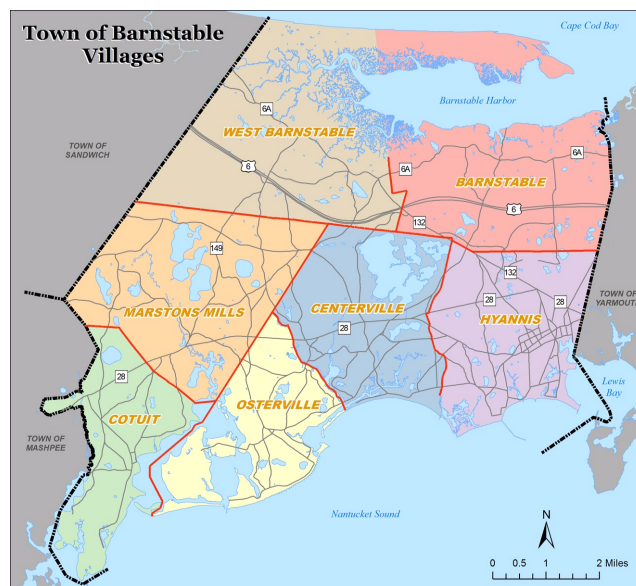 Town of Barnstable
Villages
Cape Cod Bay
6A
Barnstable Harbor
WEST BARNSTABLE
TOWN OF
SANDWICH
6
6A
6A
BARNSTABLE
6
132
149
132
MARSTONS MILLS
CENTERVILLE
28
28
HYANNIS
TOWN OF
YARMOUTH
28
28
OSTERVILLE
COTUIT
Lewis
Bay
TOWN OF
MASHPEE
Nantucket Sound
N
0 0.5 1 2 Miles